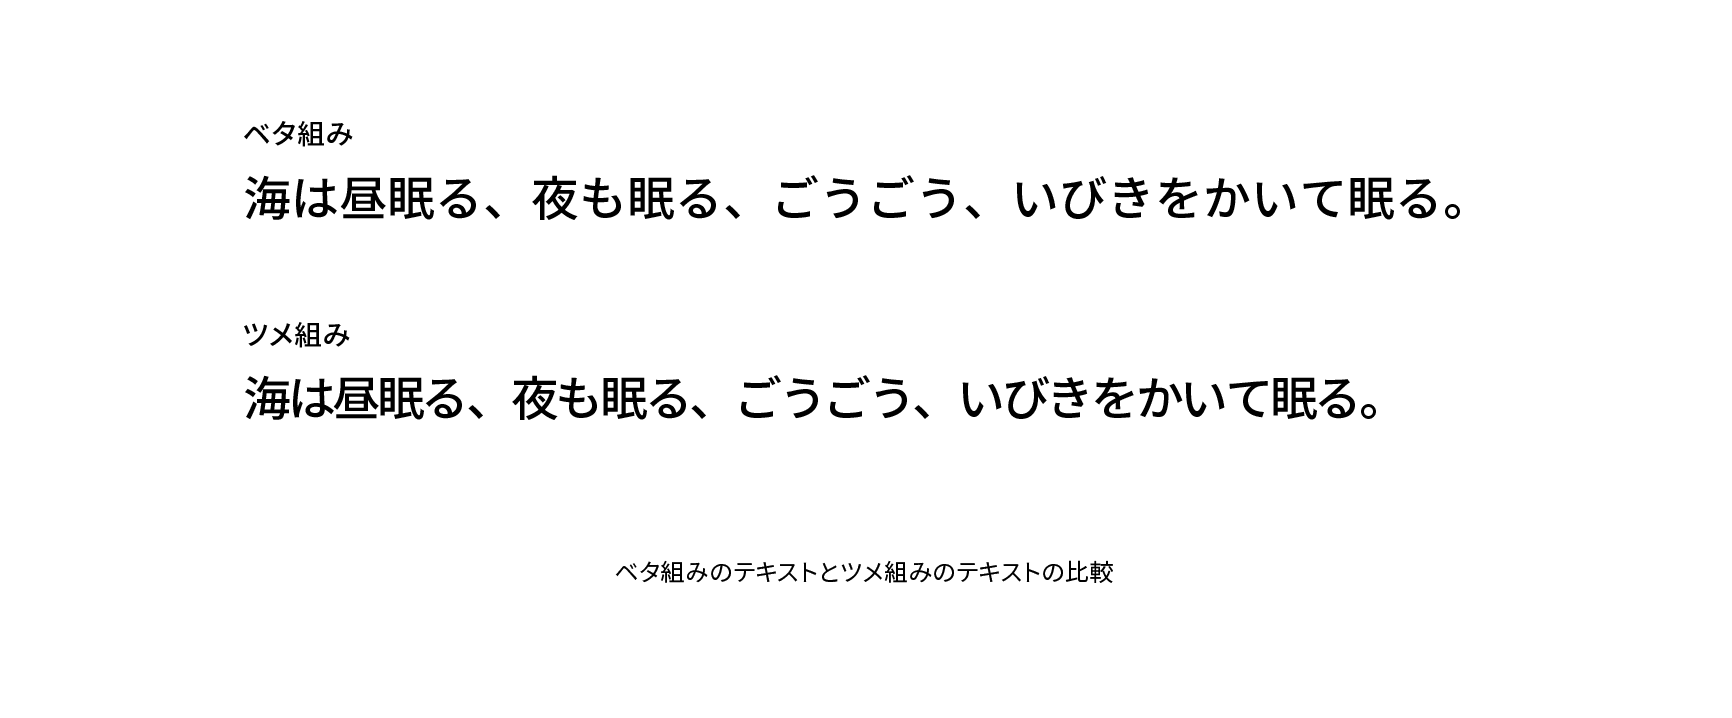 ベタ組み
海は昼眠る、夜も眠る、ごうごう、いびきをかいて眠る。
ツメ組み
海は昼眠る、夜も眠る、ごうごう、いびきをかいて眠る。
ベタ組みのテキストとツメ組みのテキストの比較